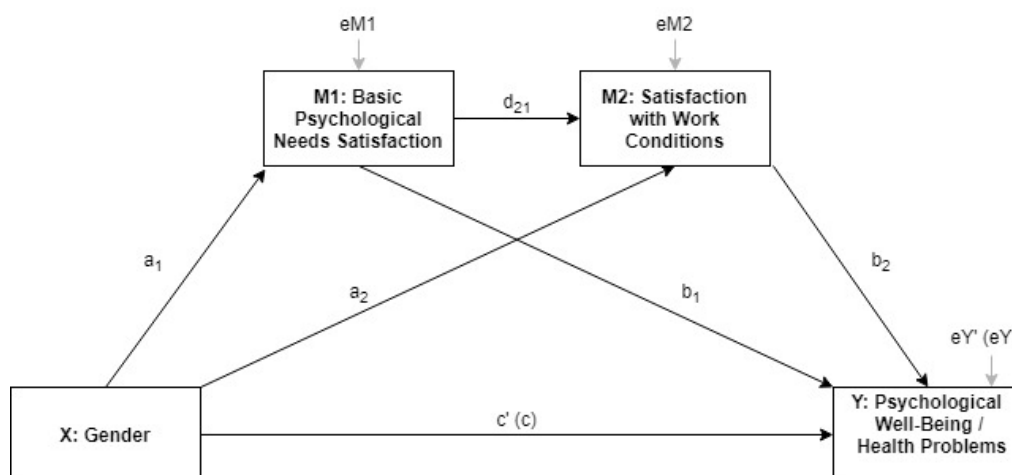 eM1
eM2
M1: Basic
Psychological
Needs Satisfaction
d21
M2: Satisfaction
with Work
Conditions
a1
a2
b1
b2
eY' (eY
X: Gender
c' (c)
Y: Psychological
Well-Being /
Health Problems